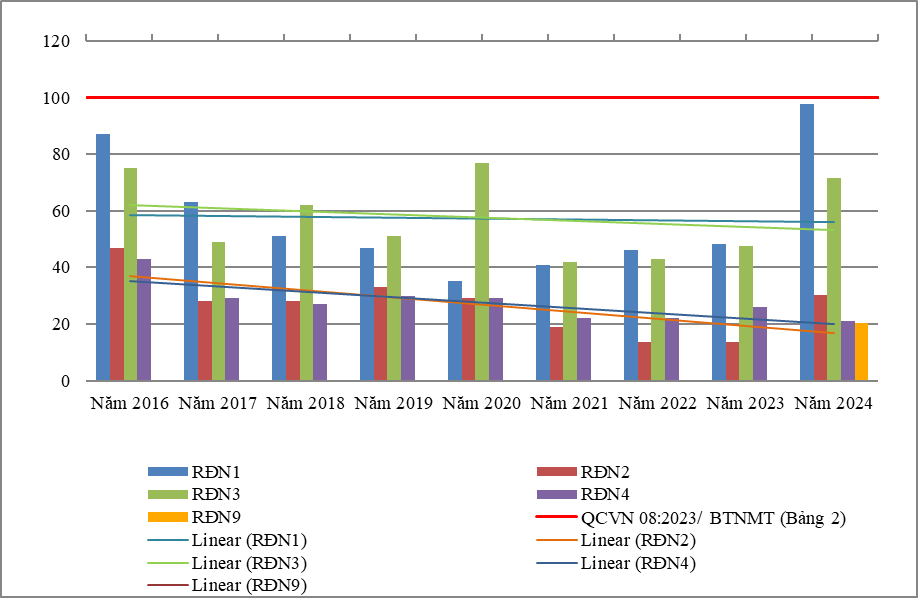 120
100
80
60
40
20
0
Năm 2016 Năm 2017 Năm 2018 Năm 2019 Năm 2020 Năm 2021 Năm 2022 Năm 2023 Năm 2024
RĐN1 RĐN2
RĐN3 RĐN4
RĐN9 QCVN 08:2023/ BTNMT (Bảng 2)
Linear (RĐN1) Linear (RĐN2)
Linear (RĐN3) Linear (RĐN4)
Linear (RĐN9)